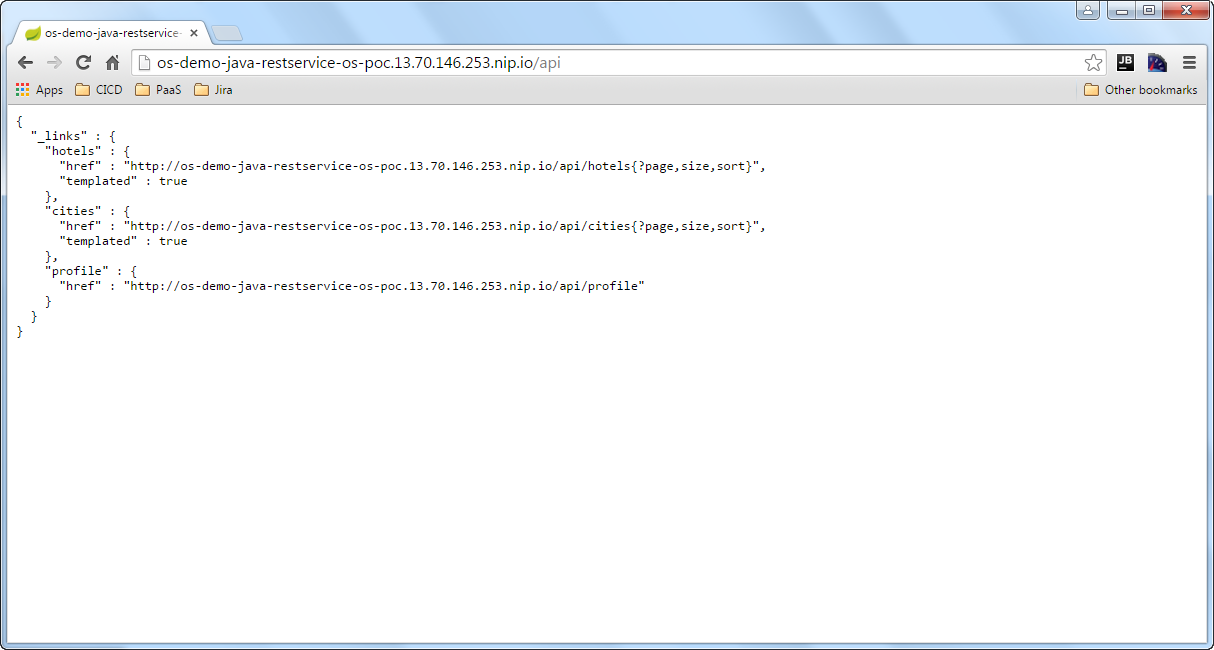 os-demo-java-restservice-
os-demo-java-restservice-os-poc.13.70.146.253.nip.io/api
JB
Apps CICD PaaS Jira Other bookmarks
{
  "_links" : {
    "hotels" : {
      "href" : "http://os-demo-java-restservice-os-poc.13.70.146.253.nip.io/api/hotels{?page,size,sort}",
      "templated" : true
    },
    "cities" : {
      "href" : "http://os-demo-java-restservice-os-poc.13.70.146.253.nip.io/api/cities{?page,size,sort}",
      "templated" : true
    },
    "profile" : {
      "href" : "http://os-demo-java-restservice-os-poc.13.70.146.253.nip.io/api/profile"
    }
  }
}